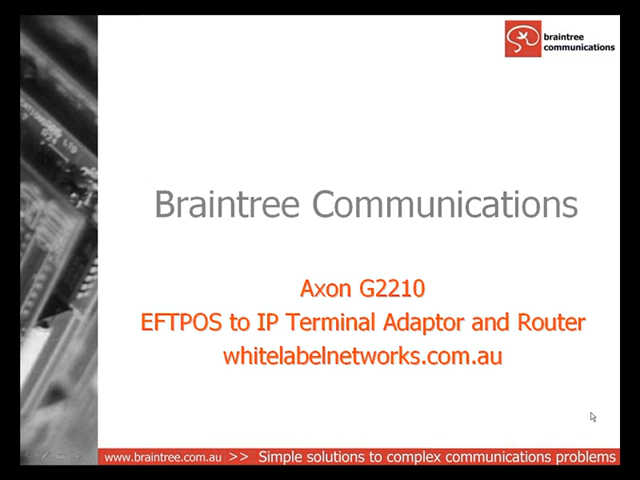 braintree
communications
Braintree Communications
Axon G2210
EFTPOS to IP Terminal Adaptor and Router
whitelabelnetworks.com.au
www.braintree.com.au >> Simple solutions to complex communications problems